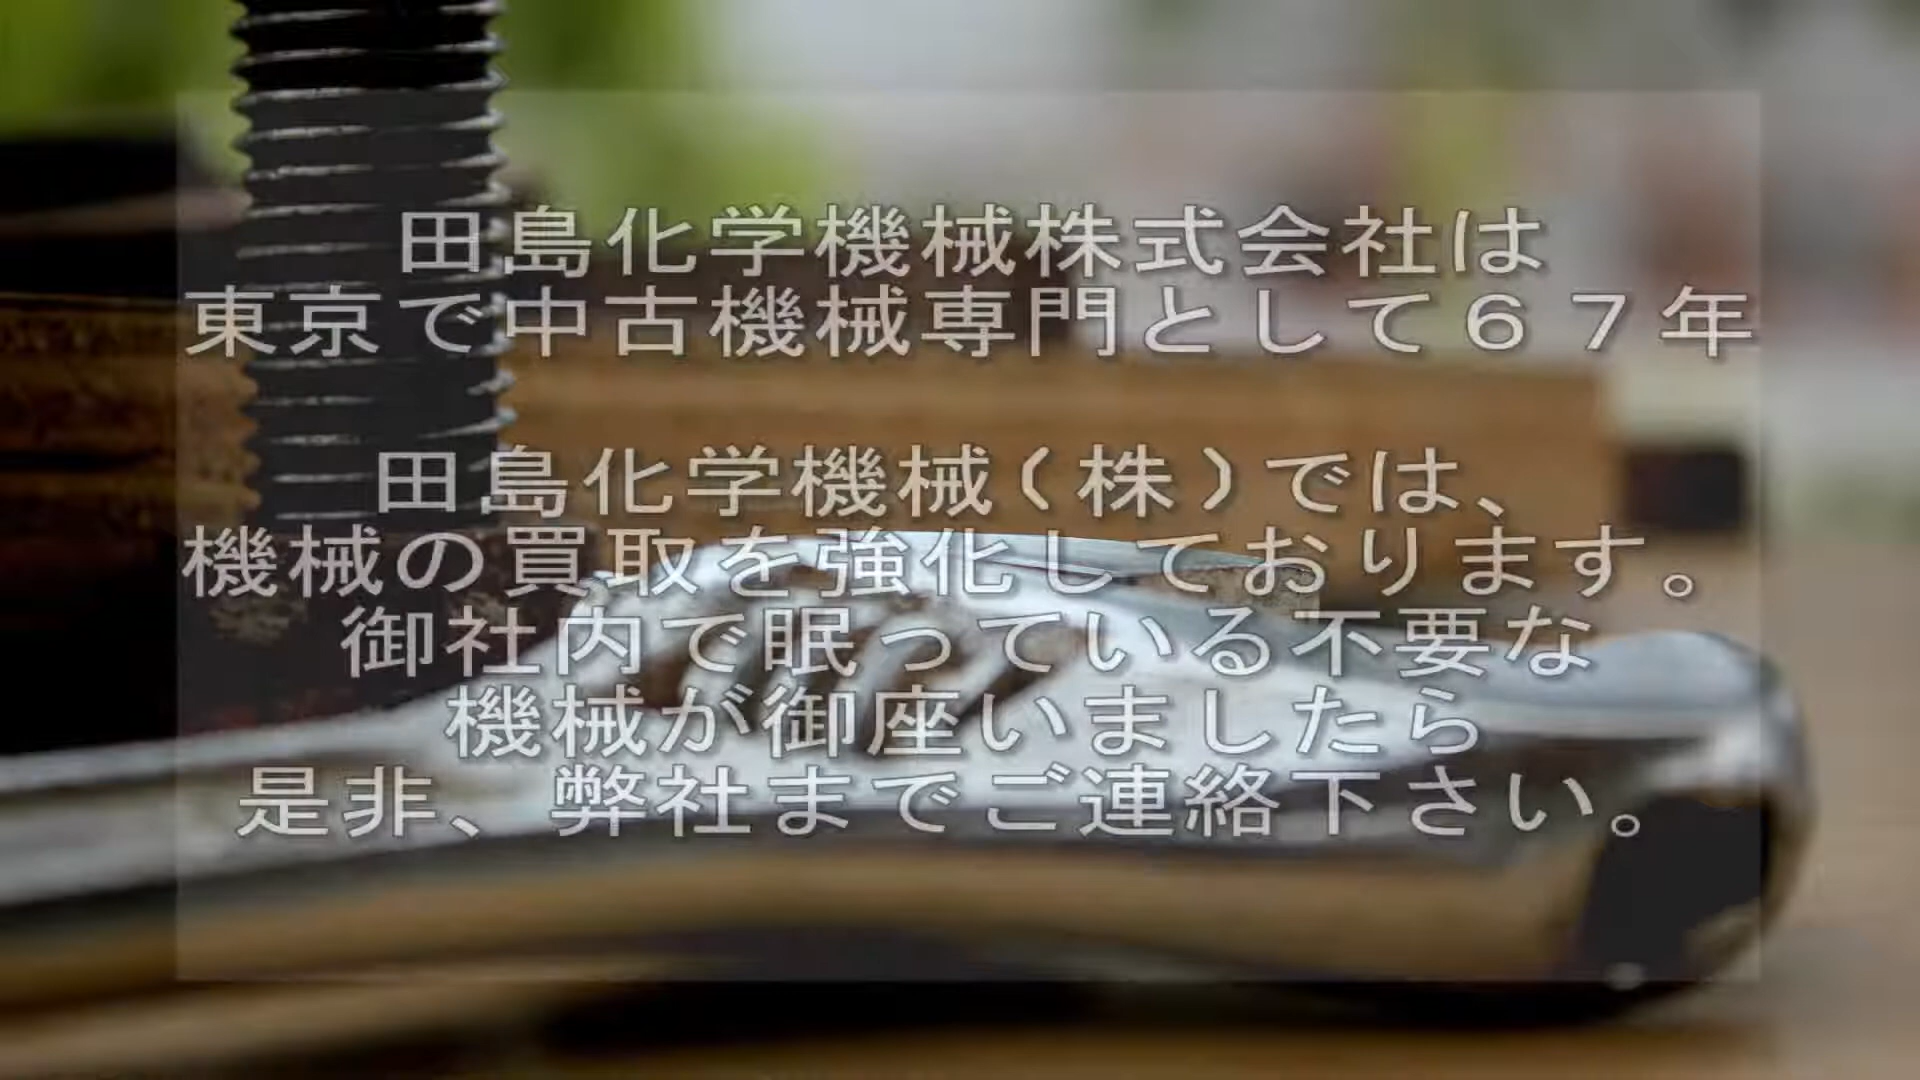 田島化学機械株式会社は
東京で中古機械専門として６７年
田島化学機械(株)では、
機械の買取を強化しております。
御社内で眠っている不要な
機械が御座いましたら
是非、弊社までご連絡下さい。